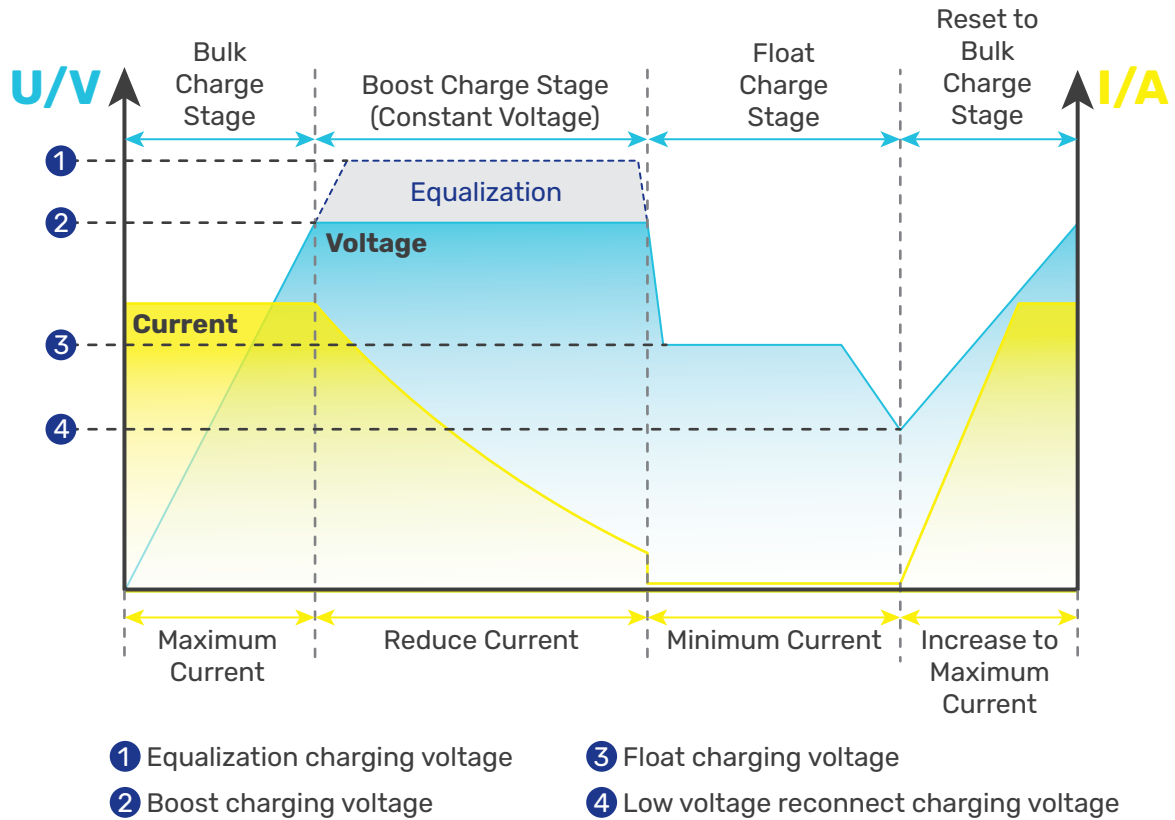 U/V
Bulk
Charge
Stage
Boost Charge Stage
(Constant Voltage)
Float
Charge
Stage
Reset to
Bulk
Charge
Stage
I/A
1
Equalization
2
Voltage
Current
3
4
Maximum
Current
Reduce Current
Minimum Current
Increase to
Maximum
Current
1 Equalization charging voltage
2 Boost charging voltage
3 Float charging voltage
4 Low voltage reconnect charging voltage